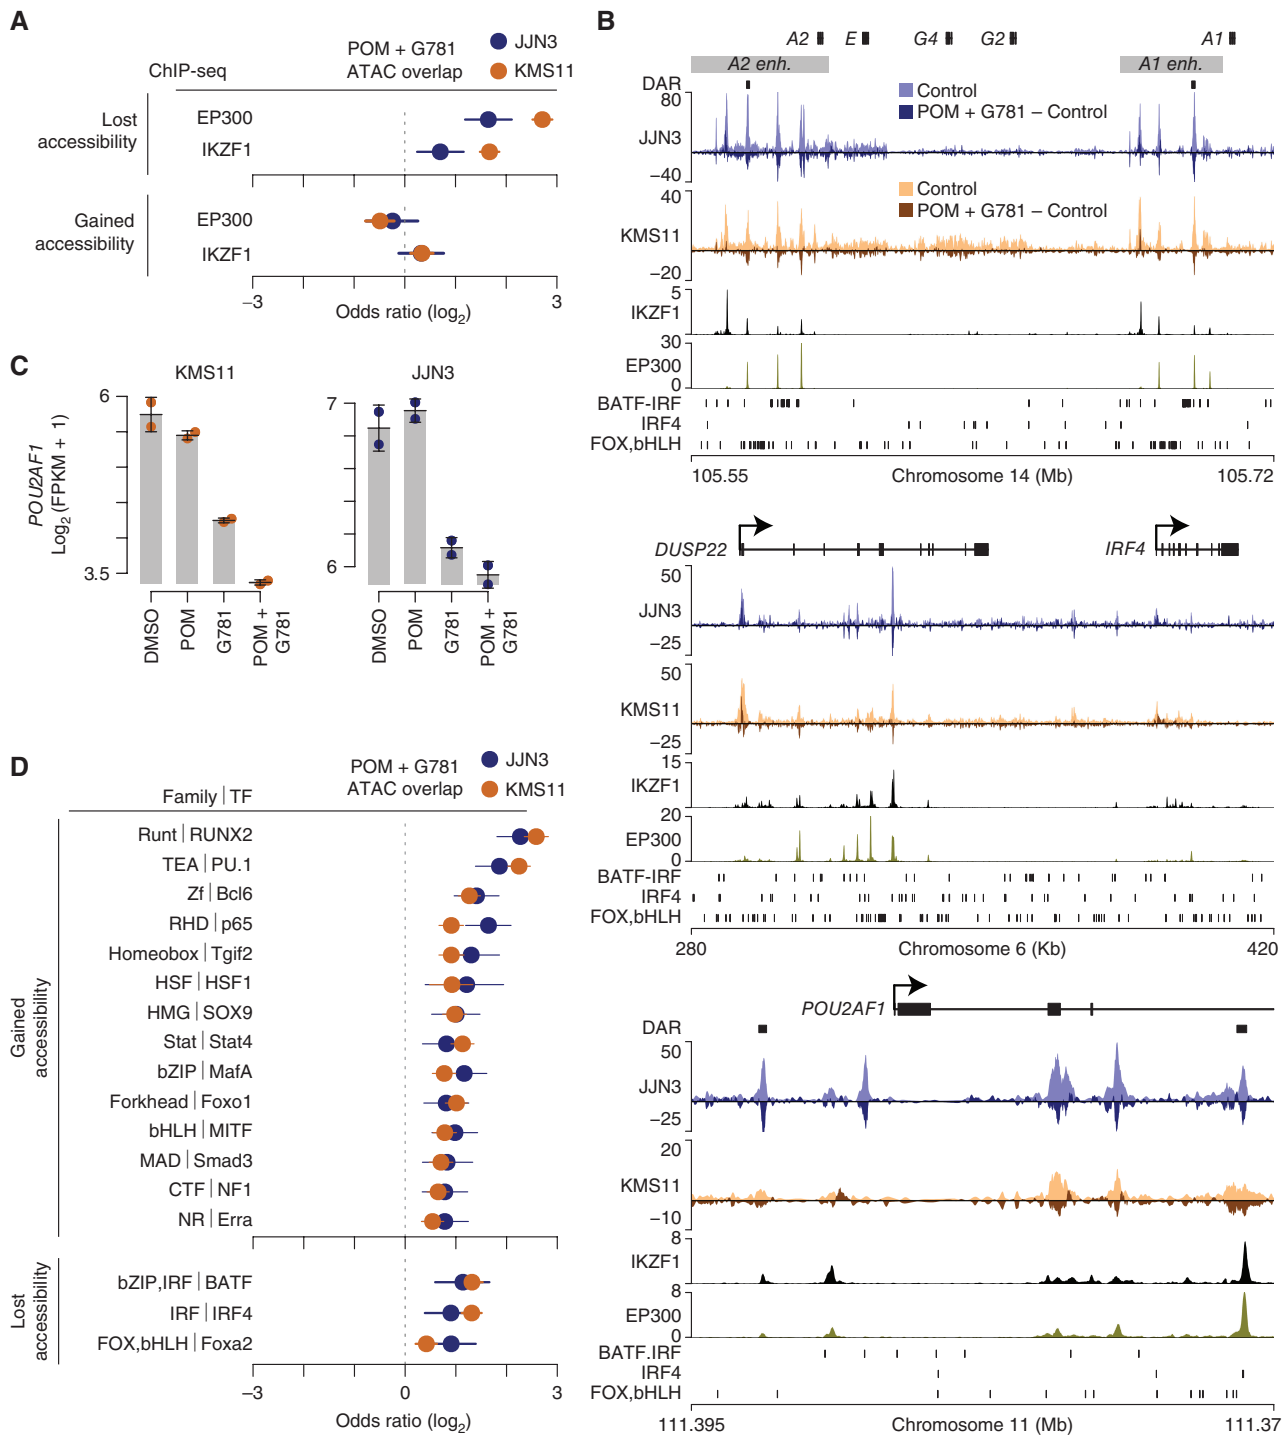 A
POM + G781
ATAC overlap
JJN3
KMS11
ChIP-seq
Lost
accessibility
EP300
IKZF1
Gained
accessibility
EP300
IKZF1
−3
3
Odds ratio (log2)
B
A2 E G4 G2 A1
A2 enh. A1 enh.
DAR
80
JJN3
−40
Control
POM + G781 – Control
40
KMS11
−20
Control
POM + G781 – Control
5
IKZF1
0
30
EP300
0
BATF-IRF
IRF4
FOX,bHLH
105.55 Chromosome 14 (Mb) 105.72
DUSP22 IRF4
50
JJN3
−25
50
KMS11
−25
15
IKZF1
0
20
EP300
0
BATF-IRF
IRF4
FOX,bHLH
280 Chromosome 6 (Kb) 420
POU2AF1
DAR
50
JJN3
−25
20
KMS11
−10
8
IKZF1
0
8
EP300
0
BATF.IRF
IRF4
FOX,bHLH
111.395 Chromosome 11 (Mb) 111.37
C
KMS11
POU2AF1
Log2 (FPKM + 1)
6
3.5
DMSO
POM
G781
POM +
G781
JJN3
7
6
DMSO
POM
G781
POM +
G781
D
POM + G781
ATAC overlap
JJN3
KMS11
Family | TF
Gained
accessibility
Runt | RUNX2
TEA | PU.1
Zf | Bcl6
RHD | p65
Homeobox | Tgif2
HSF | HSF1
HMG | SOX9
Stat | Stat4
bZIP | MafA
Forkhead | Foxo1
bHLH | MITF
MAD | Smad3
CTF | NF1
NR | Erra
Lost
accessibility
bZIP,IRF | BATF
IRF | IRF4
FOX,bHLH | Foxa2
−3 0 3
Odds ratio (log2)